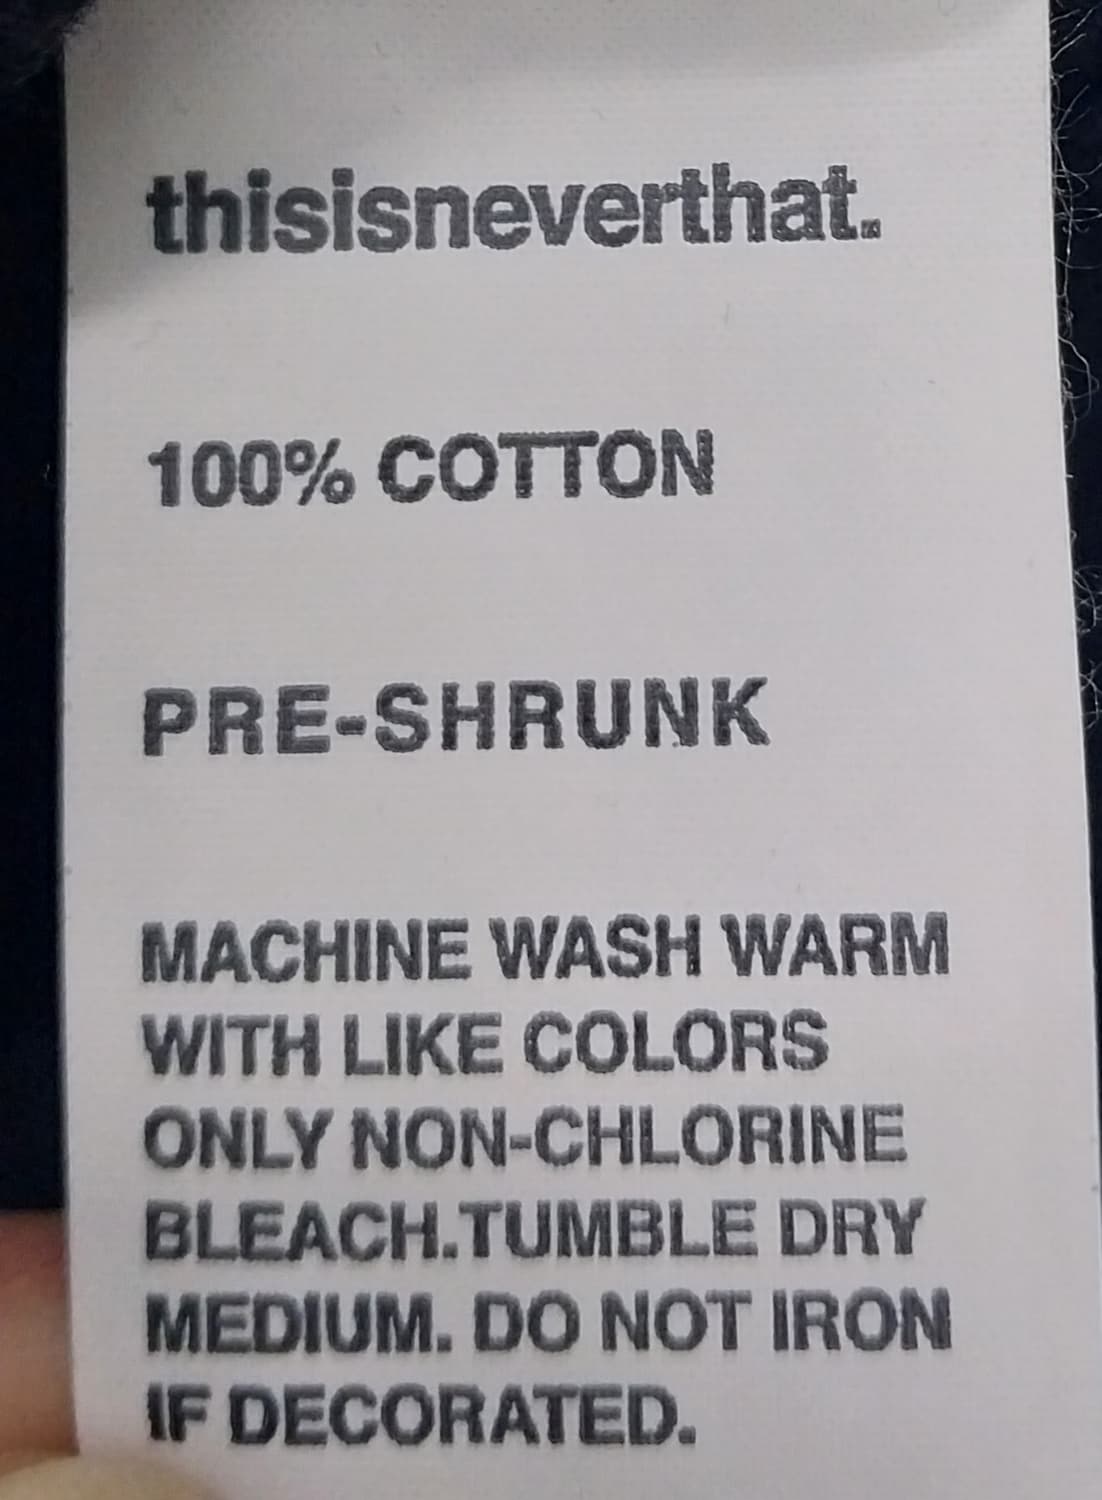 thisisneverthat.
100% COTTON
PRE-SHRUNK
MACHINE WASH WARM
WITH LIKE COLORS
ONLY NON-CHLORINE
BLEACH.TUMBLE DRY
MEDIUM. DO NOT IRON
IF DECORATED.